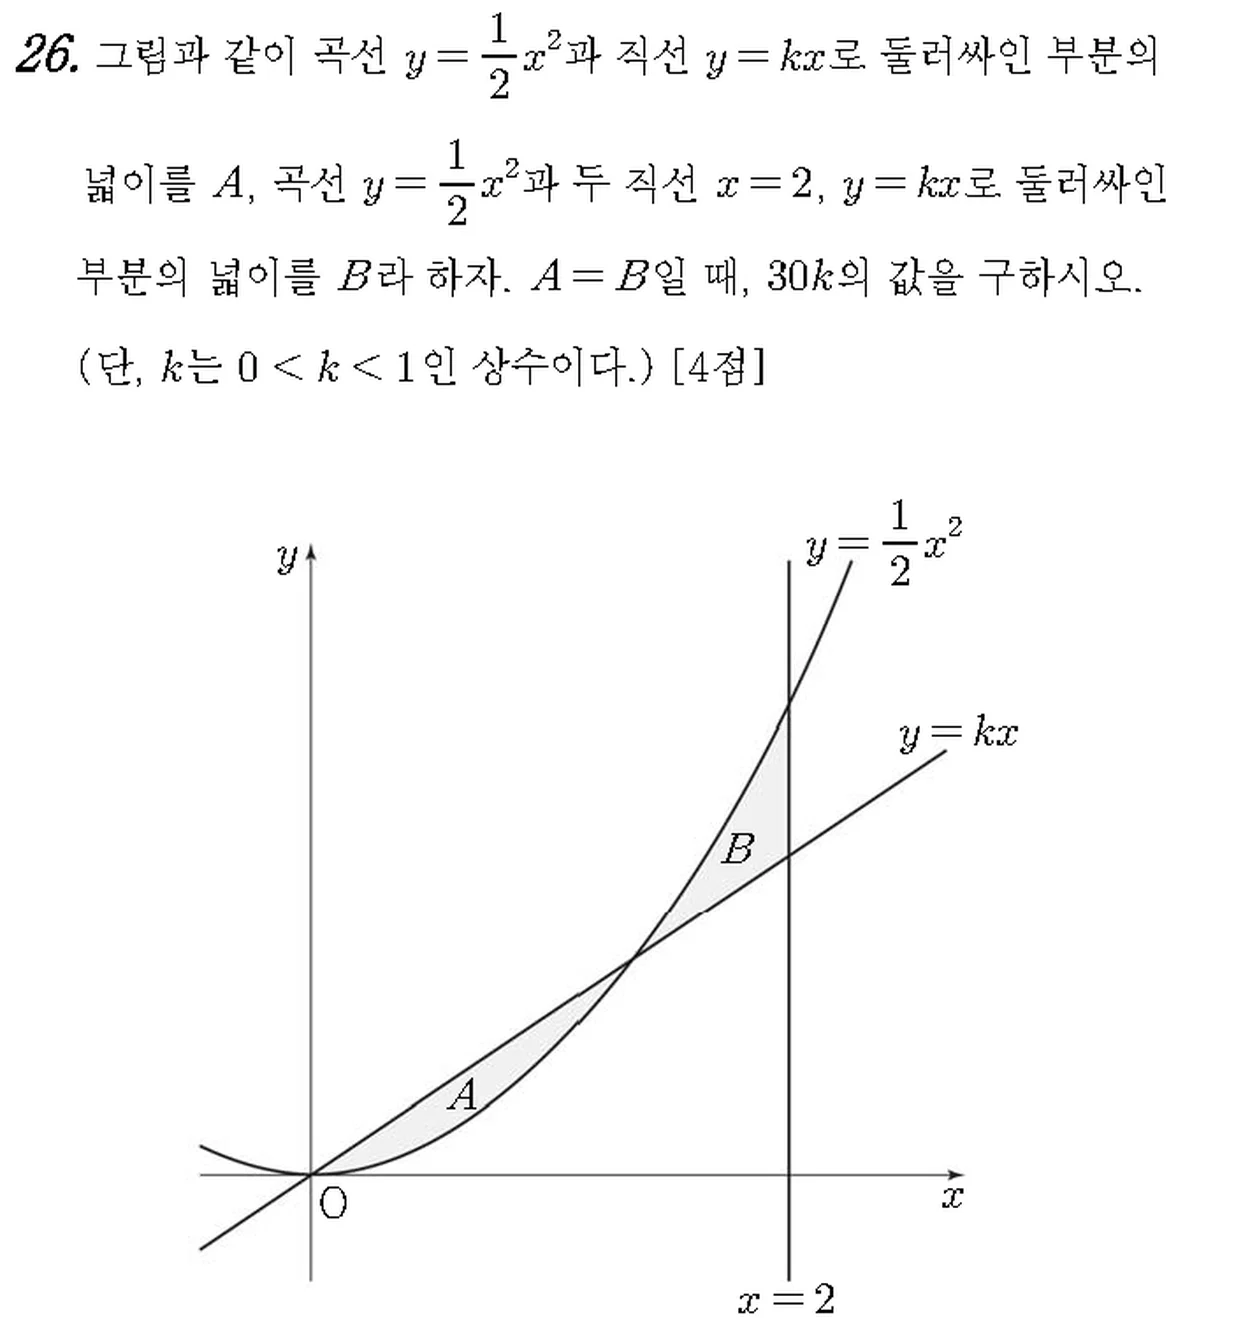 26. 그림과 같이 곡선 y = 1/2 x²과 직선 y = kx로 둘러싸인 부분의
넓이를 A, 곡선 y = 1/2 x²과 두 직선 x = 2, y = kx로 둘러싸인
부분의 넓이를 B라 하자. A = B일 때, 30k의 값을 구하시오.
(단, k는 0 < k < 1인 상수이다.) [4점]
y = 1/2 x²
y
y = kx
B
A
O
x
x = 2